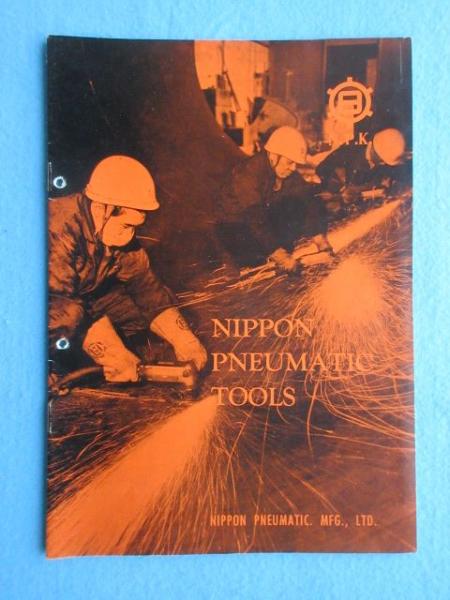 NIPPON
PNEUMATIC
TOOLS
NIPPON PNEUMATIC. MFG., LTD.